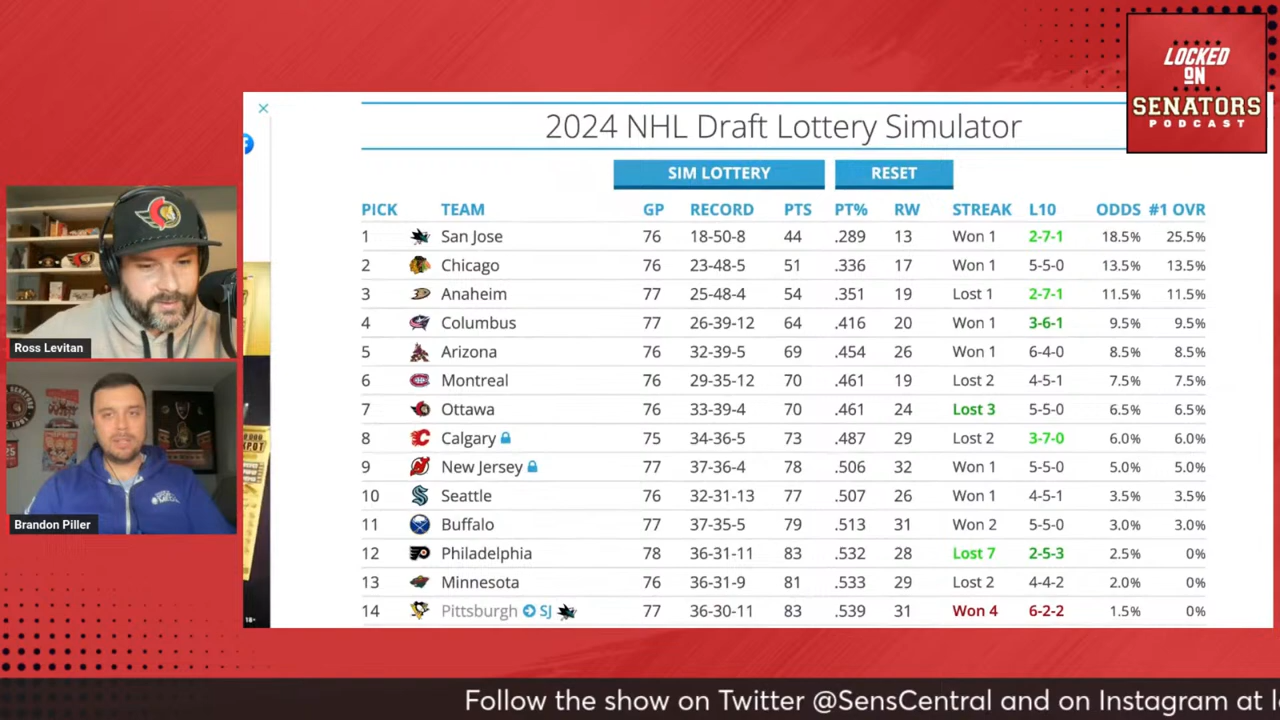 LOCKED
ON
SENATORS
PODCAST
2024 NHL Draft Lottery Simulator
SIM LOTTERY RESET
PICK TEAM GP RECORD PTS PT% RW STREAK L10 ODDS #1 OVR
1 San Jose 76 18-50-8 44 .289 13 Won 1 2-7-1 18.5% 25.5%
2 Chicago 76 23-48-5 51 .336 17 Won 1 5-5-0 13.5% 13.5%
3 Anaheim 77 25-48-4 54 .351 19 Lost 1 2-7-1 11.5% 11.5%
4 Columbus 77 26-39-12 64 .416 20 Won 1 3-6-1 9.5% 9.5%
5 Arizona 76 32-39-5 69 .454 26 Won 1 6-4-0 8.5% 8.5%
6 Montreal 76 29-35-12 70 .461 19 Lost 2 4-5-1 7.5% 7.5%
7 Ottawa 76 33-39-4 70 .461 24 Lost 3 5-5-0 6.5% 6.5%
8 Calgary 75 34-36-5 73 .487 29 Lost 2 3-7-0 6.0% 6.0%
9 New Jersey 77 37-36-4 78 .506 32 Won 1 5-5-0 5.0% 5.0%
10 Seattle 76 32-31-13 77 .507 26 Won 1 4-5-1 3.5% 3.5%
11 Buffalo 77 37-35-5 79 .513 31 Won 2 5-5-0 3.0% 3.0%
12 Philadelphia 78 36-31-11 83 .532 28 Lost 7 2-5-3 2.5% 0%
13 Minnesota 76 36-31-9 81 .533 29 Lost 2 4-4-2 2.0% 0%
14 Pittsburgh SJ 77 36-30-11 83 .539 31 Won 4 6-2-2 1.5% 0%
Ross Levitan
Brandon Piller
18+
Follow the show on Twitter @SensCentral and on Instagram at